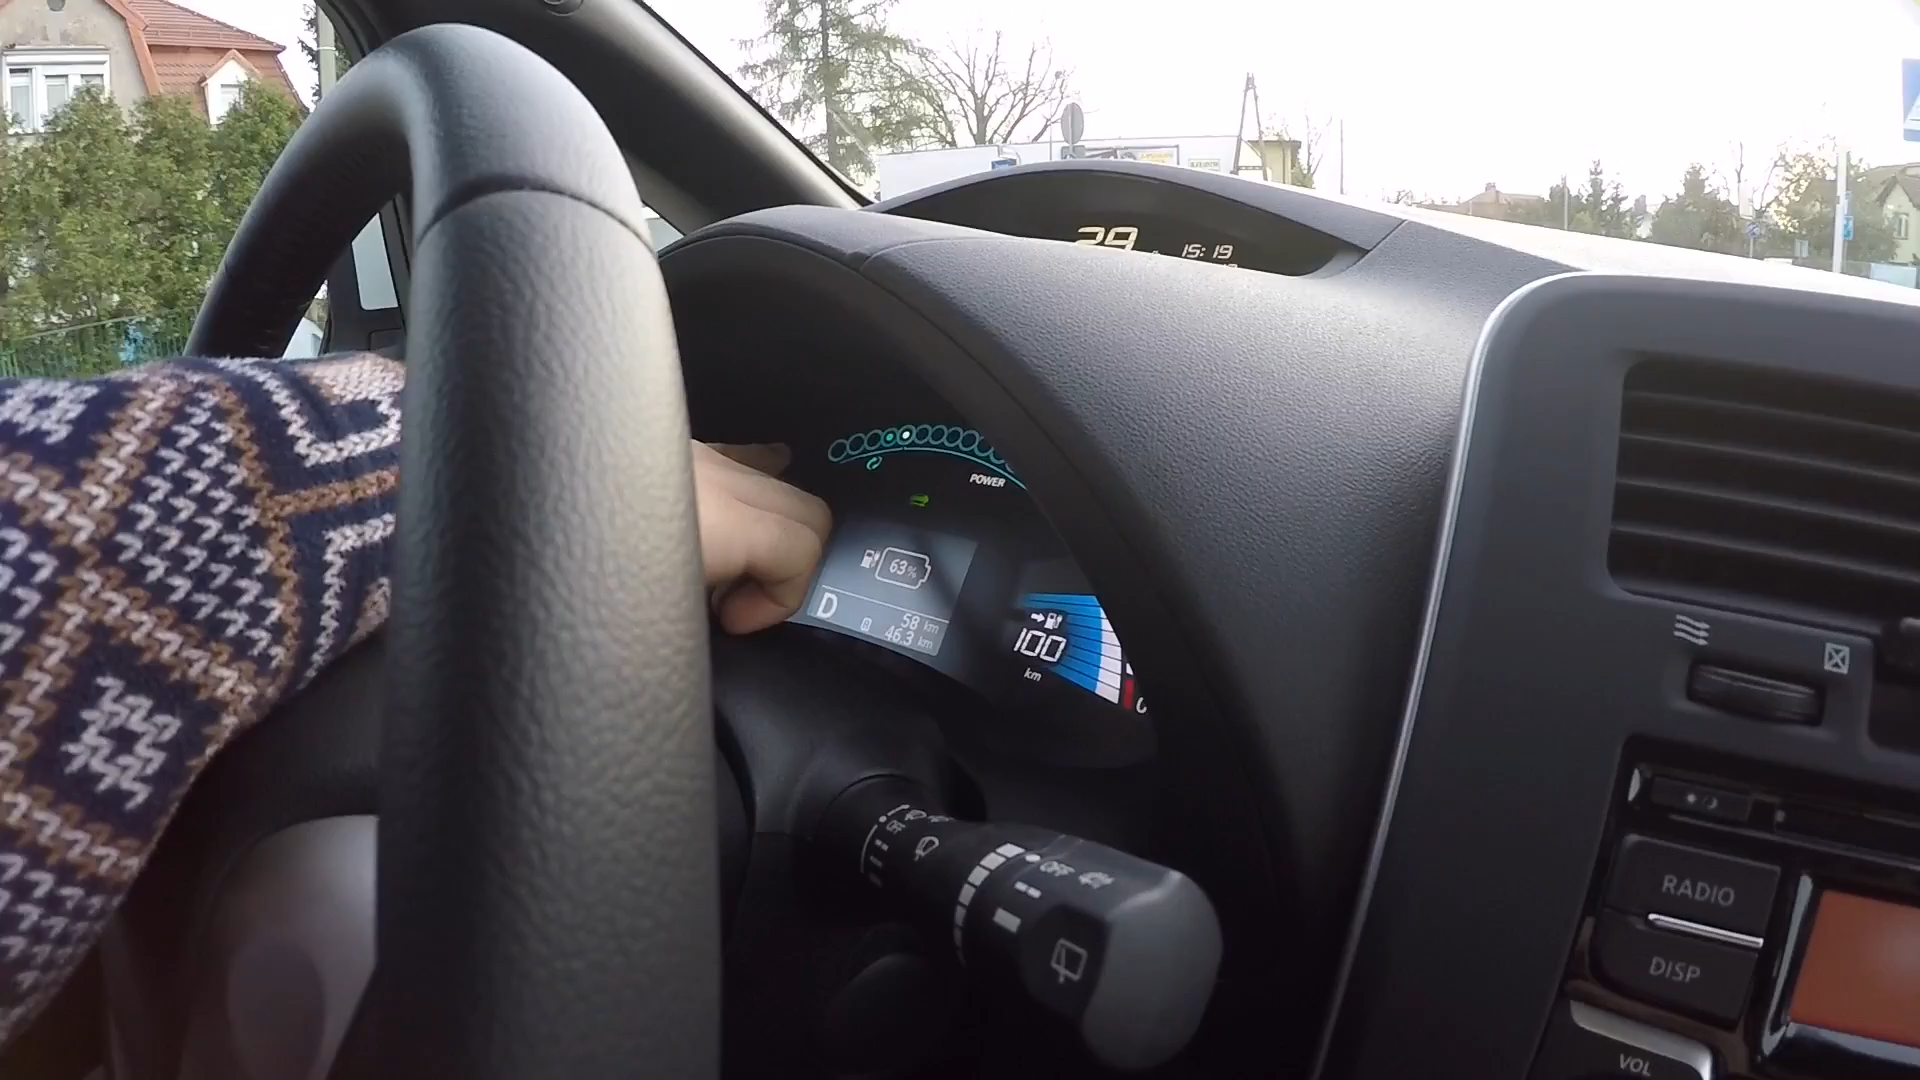 29
15: 19
POWER
63%
D
58 km
46.3 km
100
km
OFF
OFF
RADIO
DISP
VOL